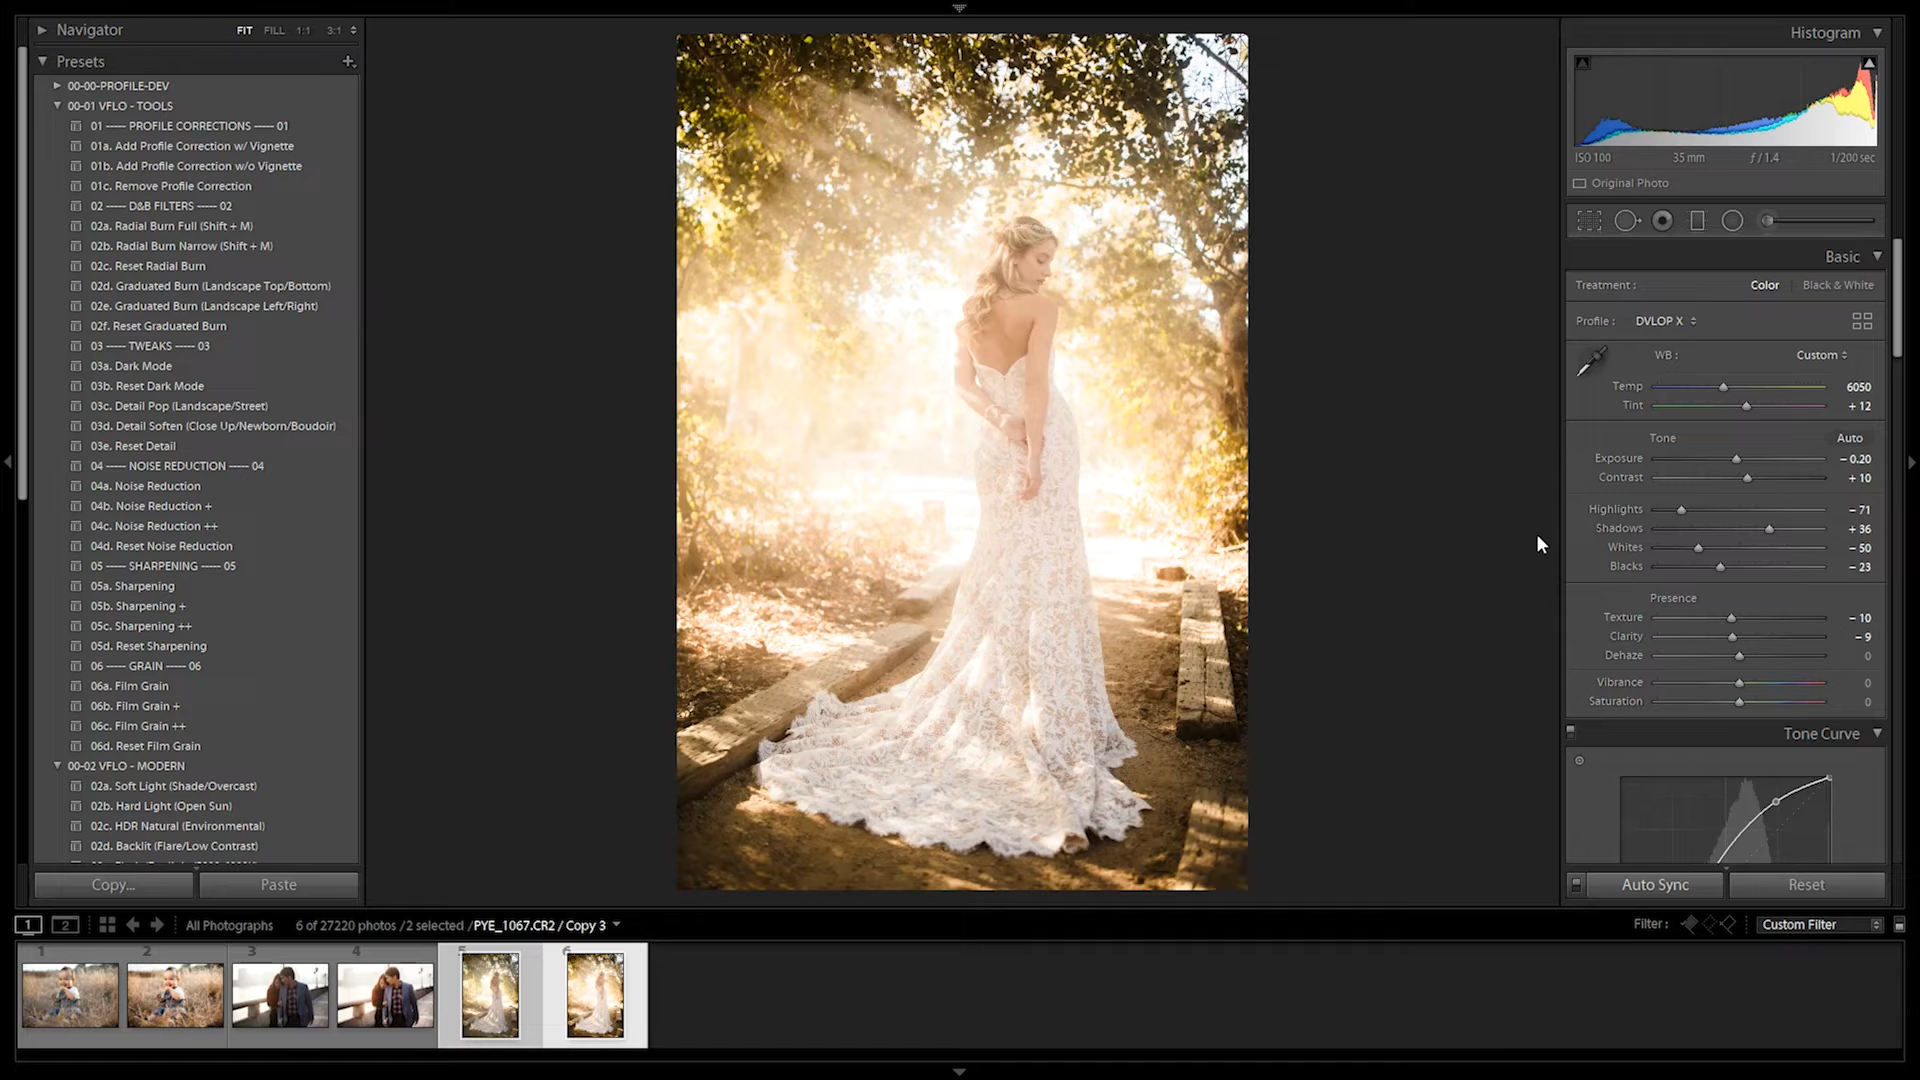 Navigator FIT FILL 1:1 3:1
Presets
00-00-PROFILE-DEV
00-01 VFLO - TOOLS
01 ----- PROFILE CORRECTIONS ----- 01
01a. Add Profile Correction w/ Vignette
01b. Add Profile Correction w/o Vignette
01c. Remove Profile Correction
02 ----- D&B FILTERS ----- 02
02a. Radial Burn Full (Shift + M)
02b. Radial Burn Narrow (Shift + M)
02c. Reset Radial Burn
02d. Graduated Burn (Landscape Top/Bottom)
02e. Graduated Burn (Landscape Left/Right)
02f. Reset Graduated Burn
03 ----- TWEAKS ----- 03
03a. Dark Mode
03b. Reset Dark Mode
03c. Detail Pop (Landscape/Street)
03d. Detail Soften (Close Up/Newborn/Boudoir)
03e. Reset Detail
04 ----- NOISE REDUCTION ----- 04
04a. Noise Reduction
04b. Noise Reduction +
04c. Noise Reduction ++
04d. Reset Noise Reduction
05 ----- SHARPENING ----- 05
05a. Sharpening
05b. Sharpening +
05c. Sharpening ++
05d. Reset Sharpening
06 ----- GRAIN ----- 06
06a. Film Grain
06b. Film Grain +
06c. Film Grain ++
06d. Reset Film Grain
00-02 VFLO - MODERN
02a. Soft Light (Shade/Overcast)
02b. Hard Light (Open Sun)
02c. HDR Natural (Environmental)
02d. Backlit (Flare/Low Contrast)
Copy... Paste
Histogram
ISO 100 35 mm ƒ / 1.4 1/200 sec
Original Photo
Basic
Treatment : Color Black & White
Profile : DVLOP X
WB : Custom
Temp 6050
Tint + 12
Tone Auto
Exposure − 0.20
Contrast + 10
Highlights − 71
Shadows + 36
Whites − 50
Blacks − 23
Presence
Texture − 10
Clarity − 9
Dehaze 0
Vibrance 0
Saturation 0
Tone Curve
Auto Sync Reset
1 2 All Photographs 6 of 27220 photos /2 selected /PYE_1067.CR2 / Copy 3 Filter : Custom Filter
1 2 3 4 5 6